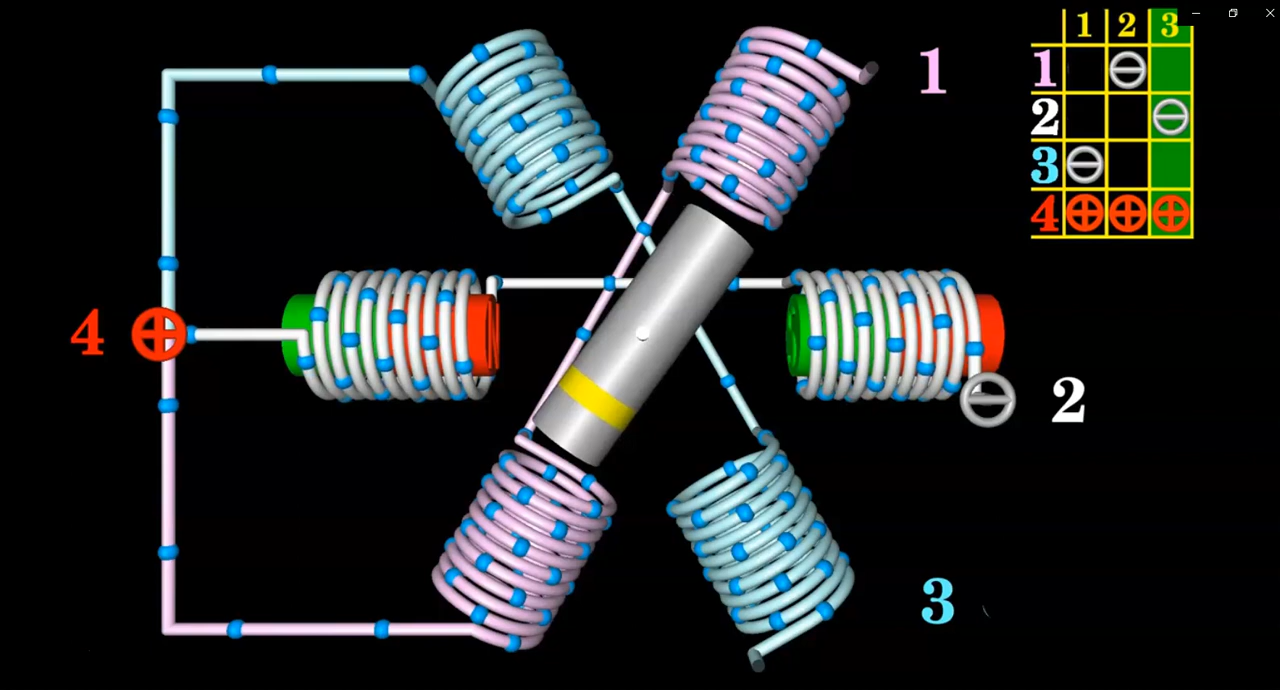 1 2 3
1 ⊖
2 ⊖
3 ⊖
4 ⊕ ⊕ ⊕
1
4 ⊕
N
S
⊖ 2
3